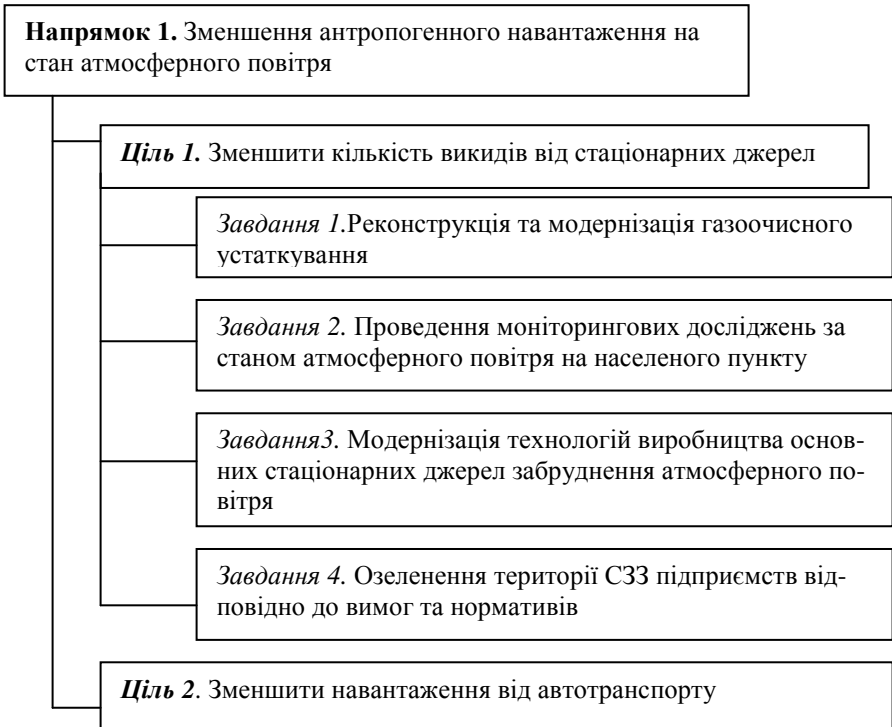 Напрямок 1. Зменшення антропогенного навантаження на
стан атмосферного повітря
Ціль 1. Зменшити кількість викидів від стаціонарних джерел
Завдання 1.Реконструкція та модернізація газоочисного
устаткування
Завдання 2. Проведення моніторингових досліджень за
станом атмосферного повітря на населеного пункту
Завдання3. Модернізація технологій виробництва основ-
них стаціонарних джерел забруднення атмосферного по-
вітря
Завдання 4. Озеленення території СЗЗ підприємств від-
повідно до вимог та нормативів
Ціль 2. Зменшити навантаження від автотранспорту